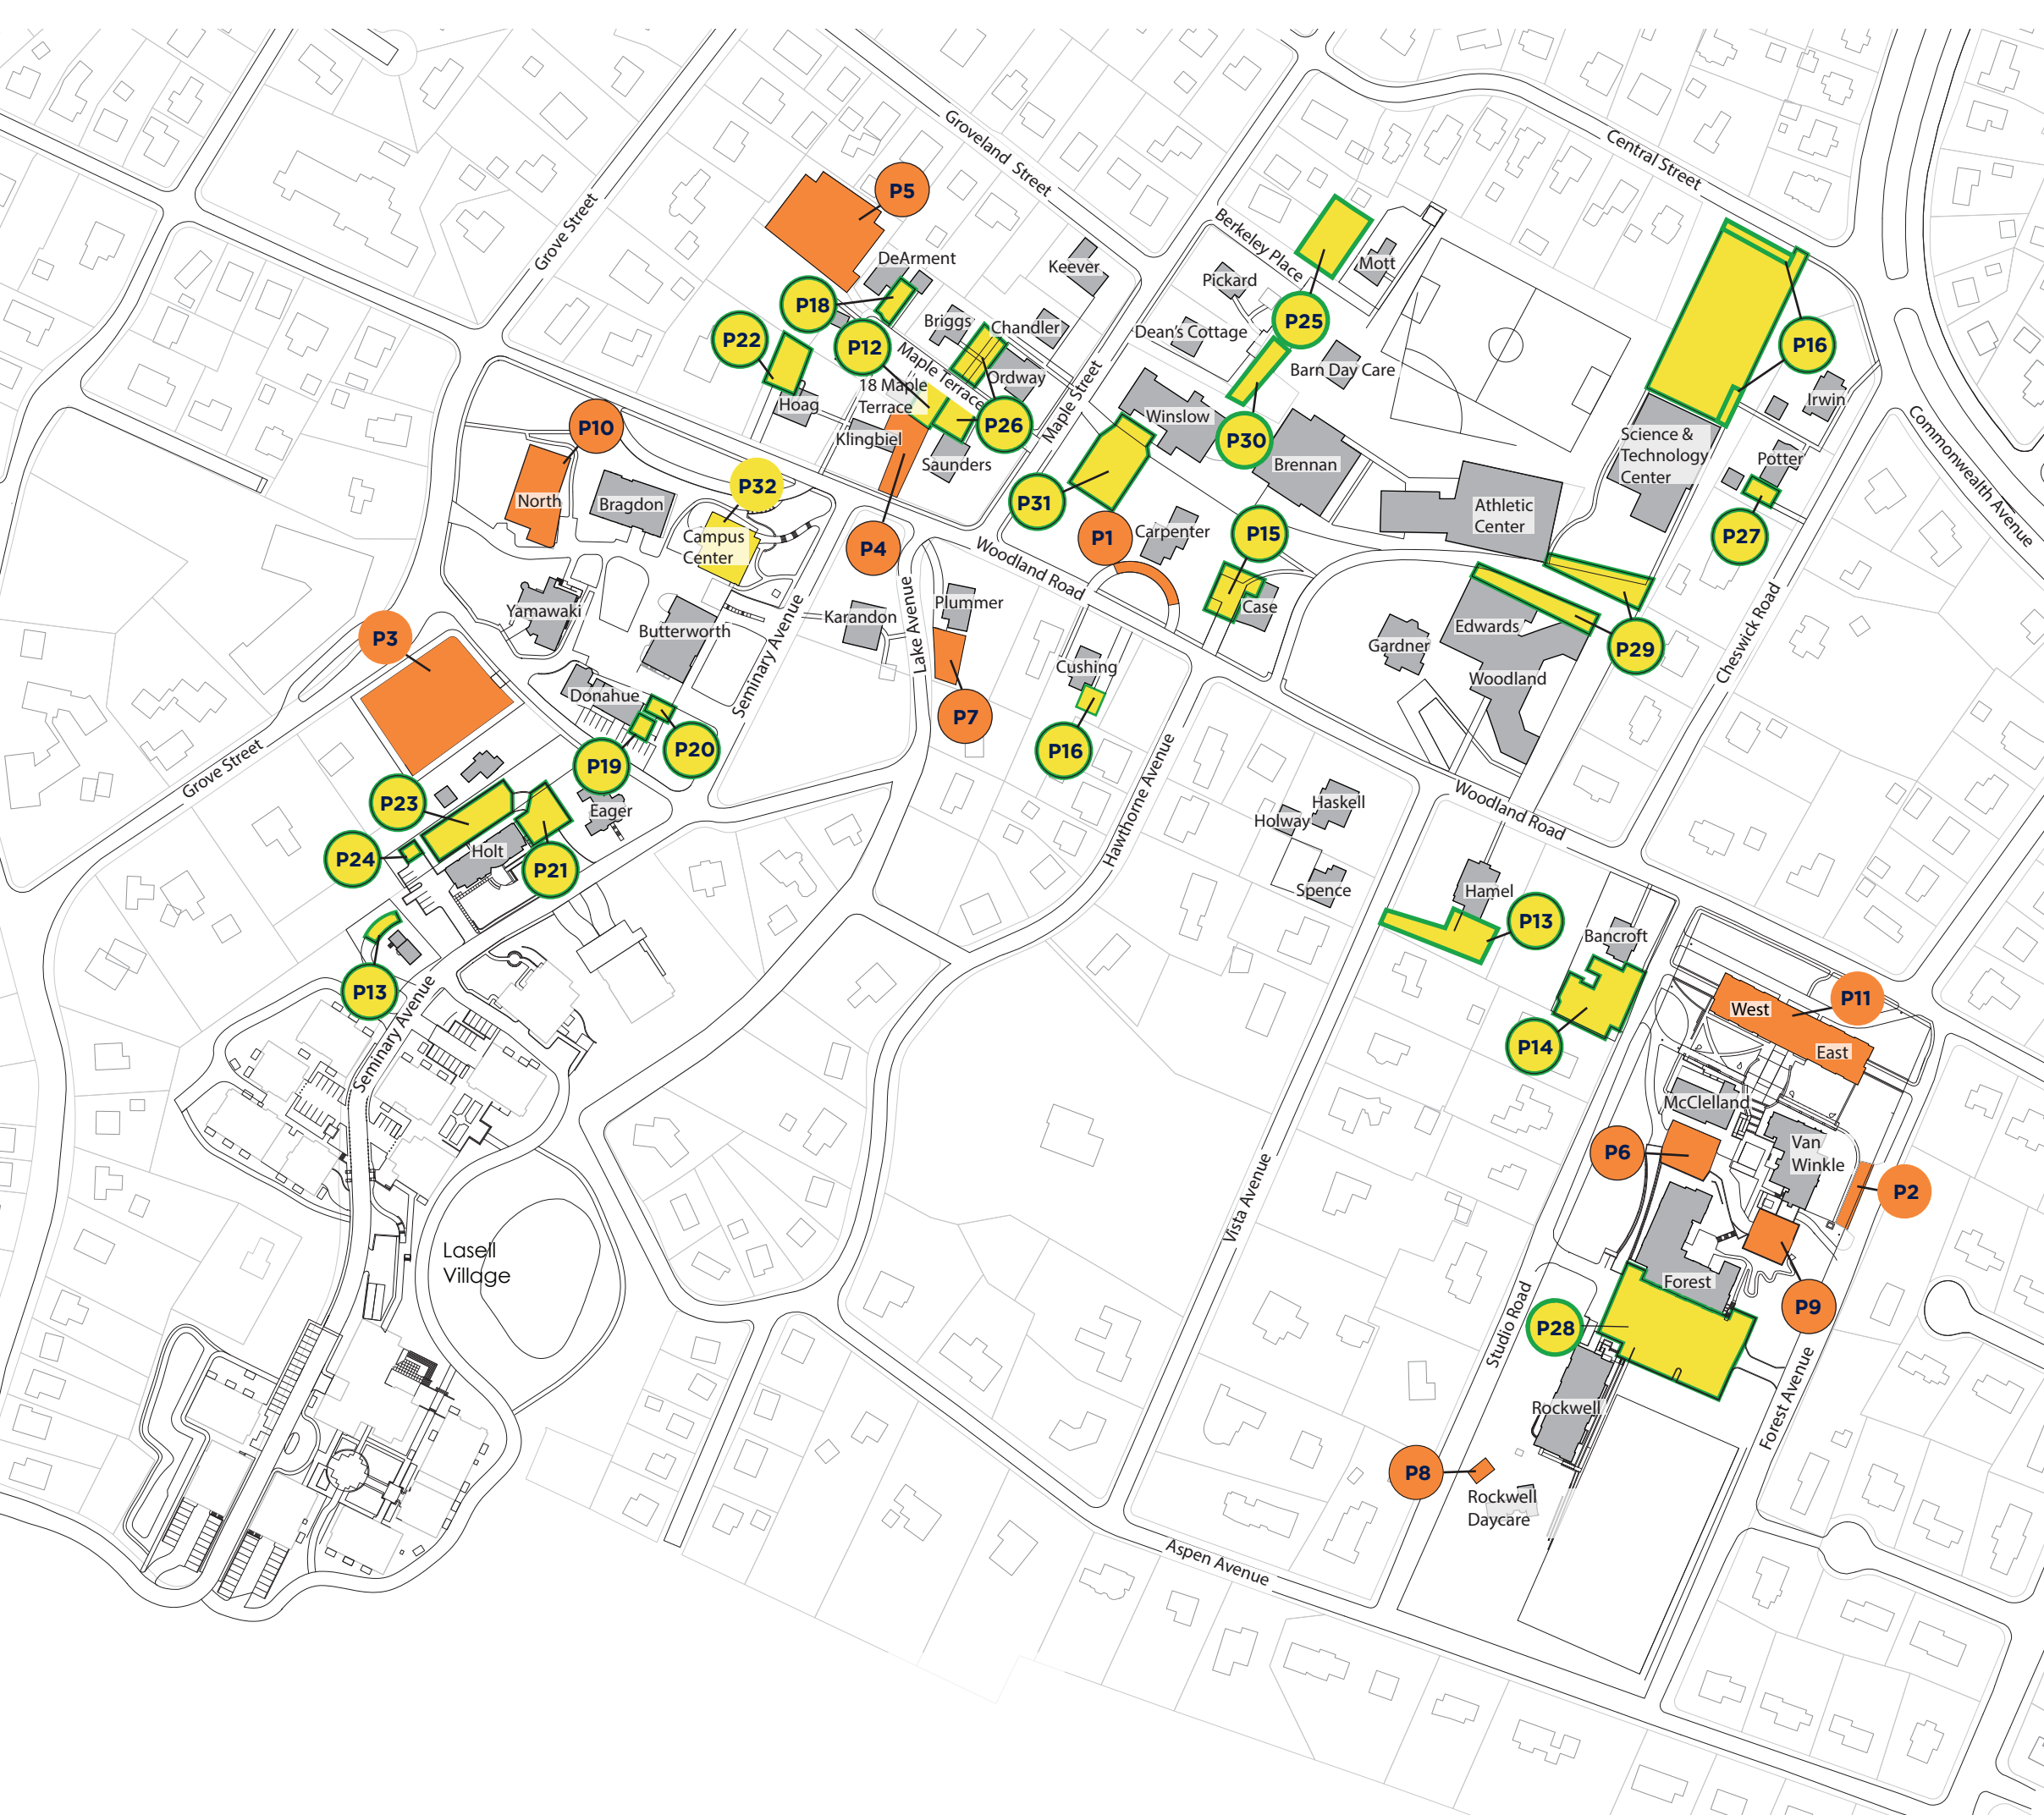 Groveland Street
Central Street
P5
Grove Street
Berkeley Place
DeArment
Keever
Mott
Pickard
P18
P25
Briggs
Chandler
Dean's Cottage
P22
P12
P16
Maple Terrace
Ordway
Barn Day Care
18 Maple
Terrace
Hoag
Maple Street
Irwin
Commonwealth Avenue
P10
P26
Winslow
P30
Klingbiel
Science &
Technology
Center
Saunders
Brennan
Potter
P32
North
Bragdon
P31
Athletic
Center
Campus
Center
P4
P1
Carpenter
P15
P27
Woodland Road
Yamawaki
Karandon
Lake Avenue
Plummer
Case
Edwards
P3
Butterworth
Gardner
P29
Cheswick Road
Seminary Avenue
Cushing
Woodland
Donahue
P7
P20
P16
P19
Grove Street
Hawthorne Avenue
P23
Eager
Haskell
Woodland Road
Holway
P24
Holt
P21
Spence
Hamel
P13
Bancroft
P13
Seminary Avenue
P14
West
P11
East
McClelland
P6
Van
Winkle
P2
Vista Avenue
Lasell
Village
Forest
P9
Studio Road
P28
Rockwell
Forest Avenue
P8
Rockwell
Daycare
Aspen Avenue